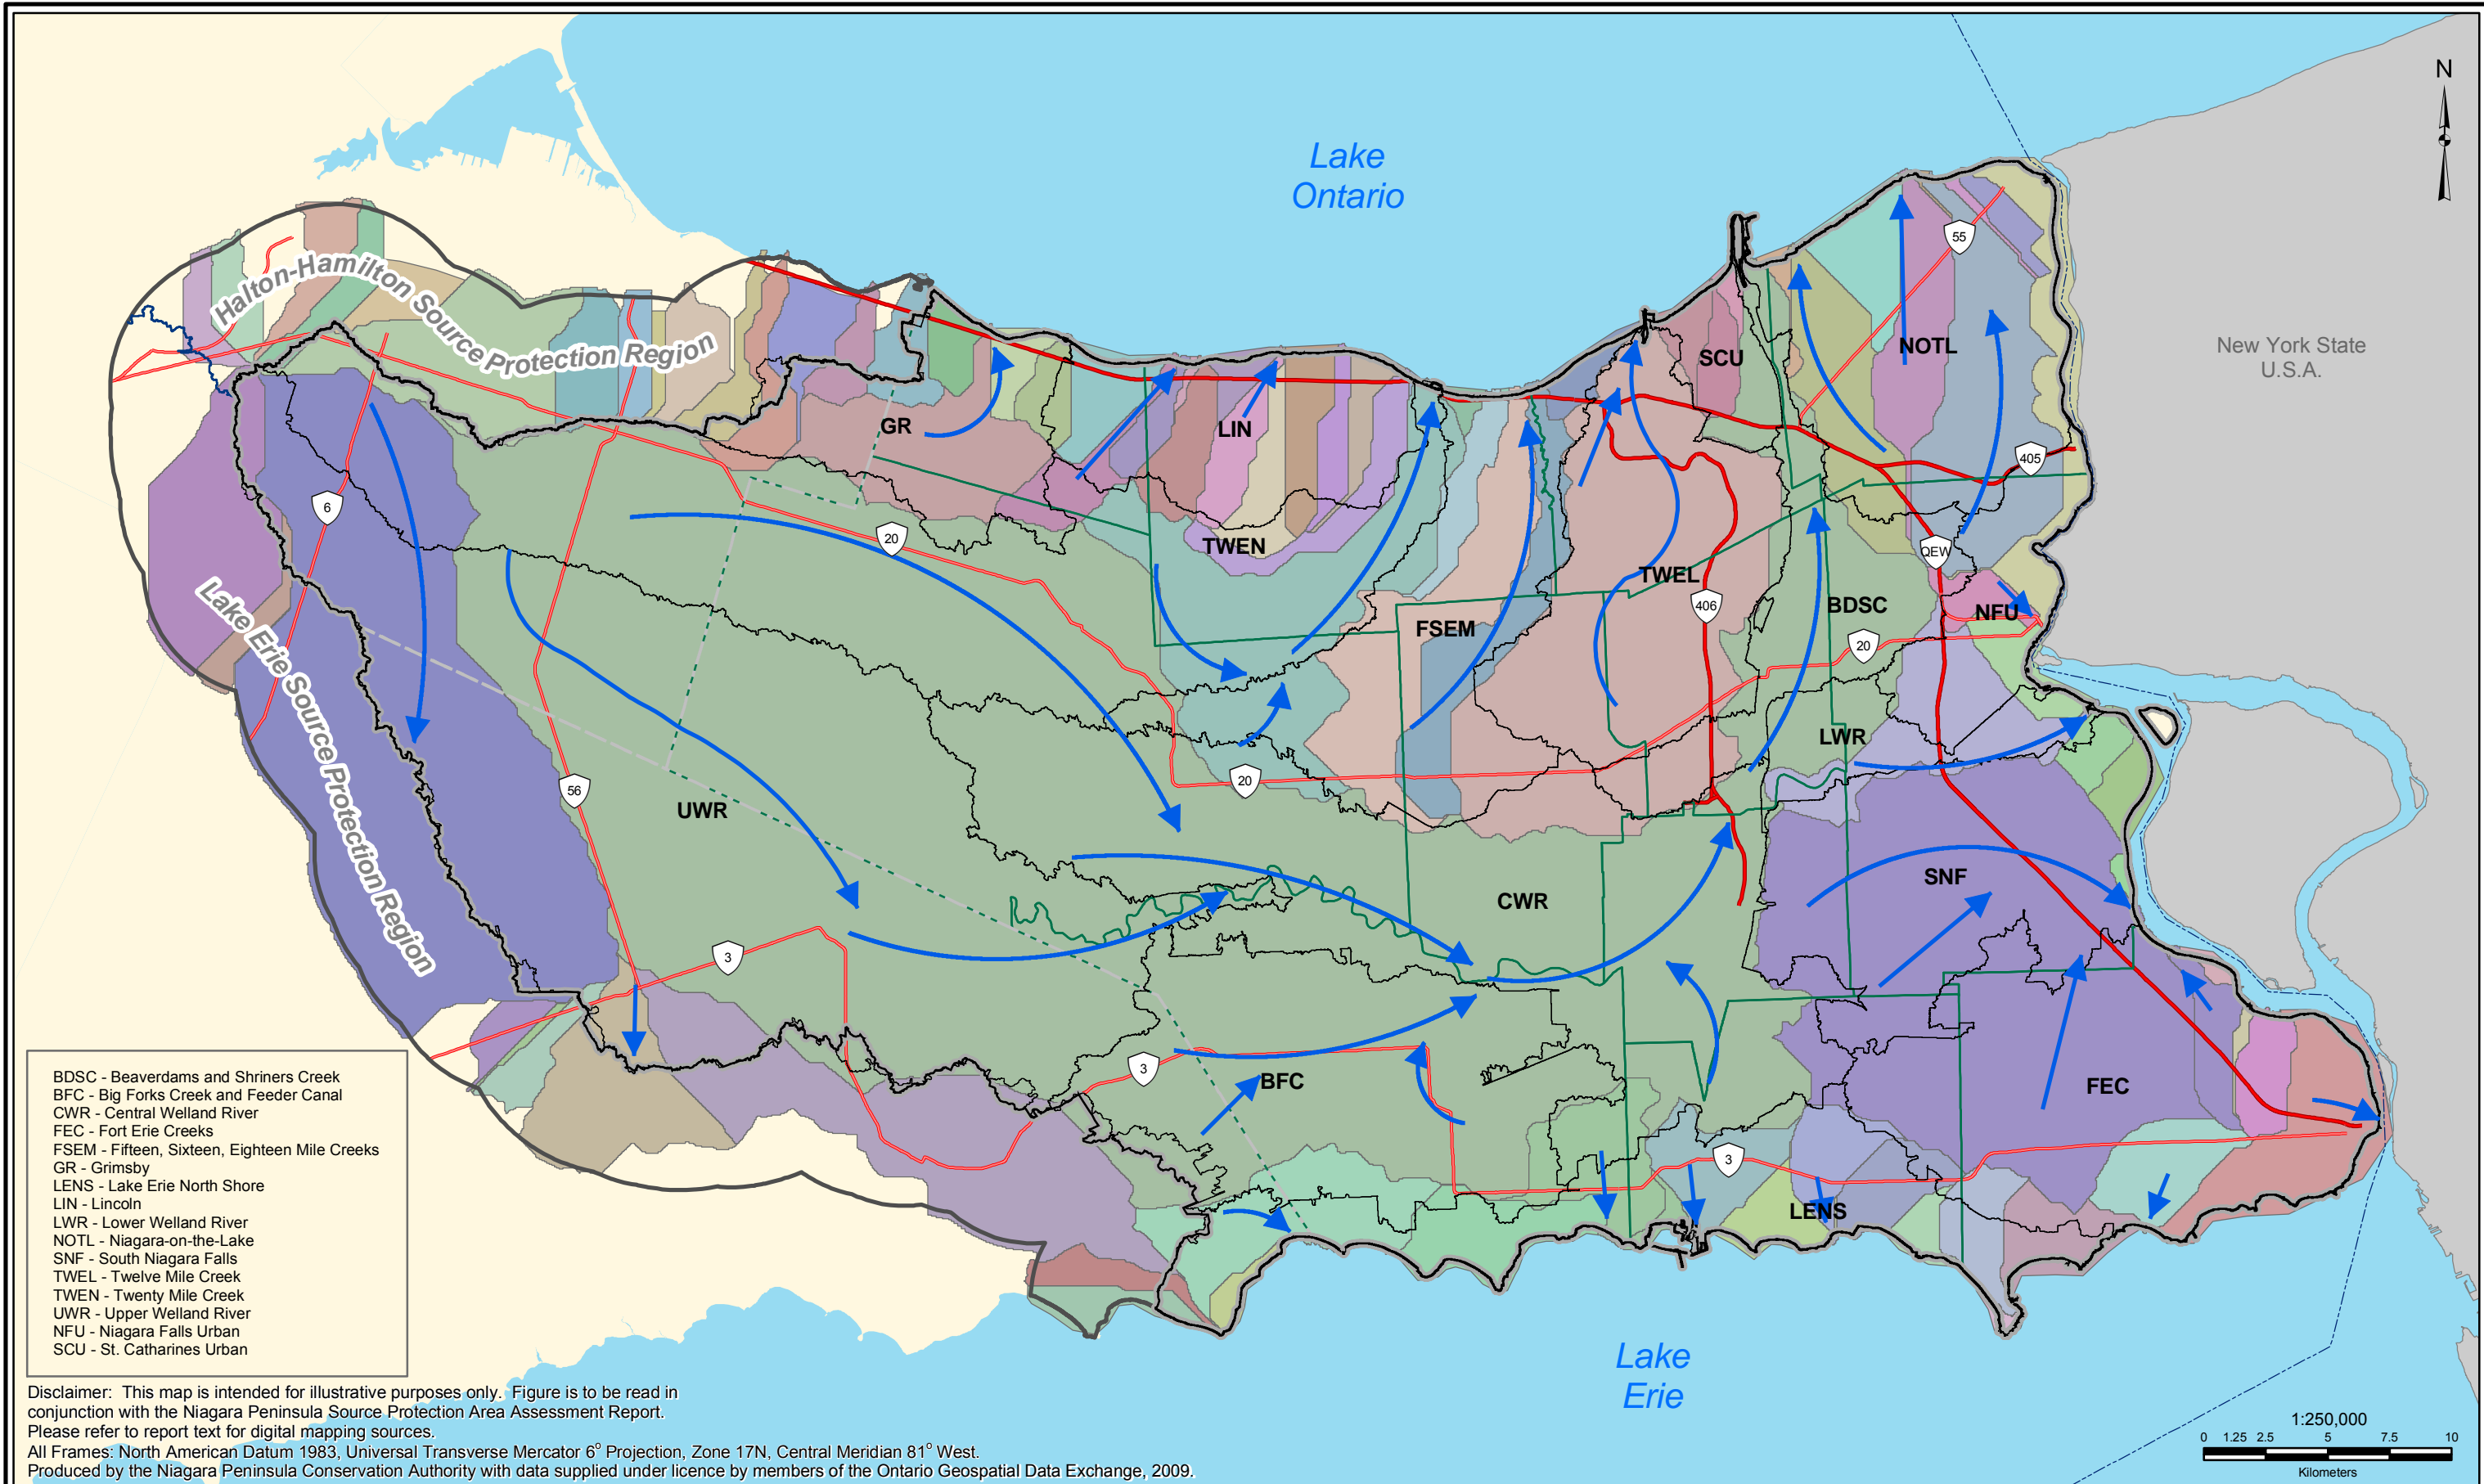 Lake
Ontario
N
55
Halton-Hamilton Source Protection Region
New York State
U.S.A.
NOTL
SCU
GR
LIN
405
6
20
TWEN
QEW
TWEL
406
BDSC
NFU
FSEM
20
Lake Erie Source Protection Region
LWR
20
56
UWR
SNF
CWR
3
3
BFC
FEC
3
LENS
BDSC - Beaverdams and Shriners Creek
BFC - Big Forks Creek and Feeder Canal
CWR - Central Welland River
FEC - Fort Erie Creeks
FSEM - Fifteen, Sixteen, Eighteen Mile Creeks
GR - Grimsby
LENS - Lake Erie North Shore
LIN - Lincoln
LWR - Lower Welland River
NOTL - Niagara-on-the-Lake
SNF - South Niagara Falls
TWEL - Twelve Mile Creek
TWEN - Twenty Mile Creek
UWR - Upper Welland River
NFU - Niagara Falls Urban
SCU - St. Catharines Urban
Lake
Erie
Disclaimer: This map is intended for illustrative purposes only. Figure is to be read in
conjunction with the Niagara Peninsula Source Protection Area Assessment Report.
Please refer to report text for digital mapping sources.
All Frames: North American Datum 1983, Universal Transverse Mercator 6° Projection, Zone 17N, Central Meridian 81° West.
Produced by the Niagara Peninsula Conservation Authority with data supplied under licence by members of the Ontario Geospatial Data Exchange, 2009.
1:250,000
0 1.25 2.5 5 7.5 10
Kilometers